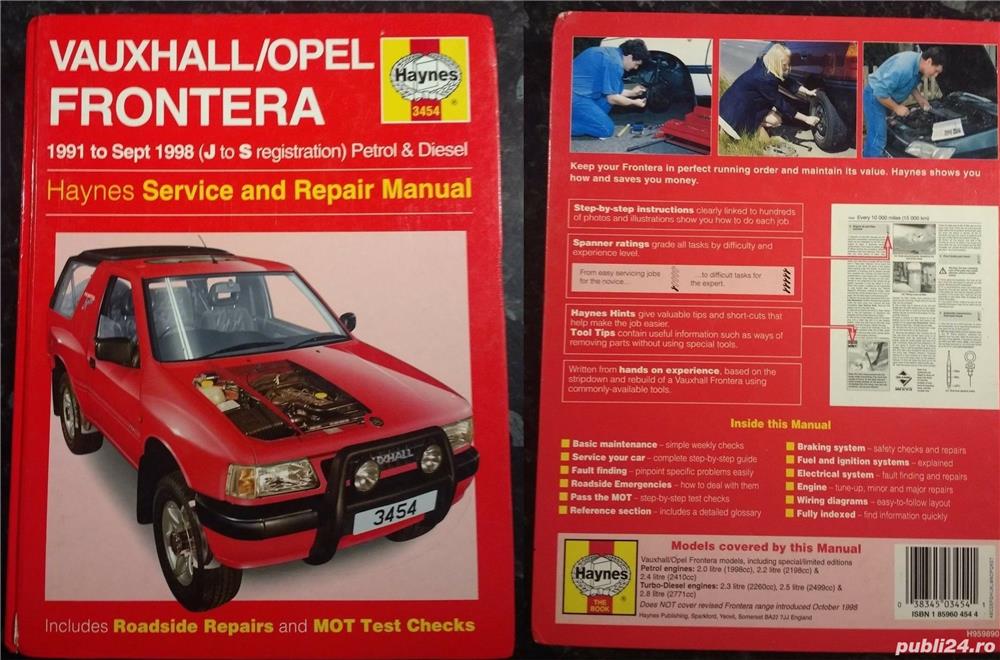 VAUXHALL/OPEL
FRONTERA
Haynes
3454
1991 to Sept 1998 (J to S registration) Petrol & Diesel
Haynes Service and Repair Manual
VAUXHALL
3454
Includes Roadside Repairs and MOT Test Checks
Keep your Frontera in perfect running order and maintain its value. Haynes shows you
how and saves you money.
Step-by-step instructions clearly linked to hundreds
of photos and illustrations show you how to do each job.
Spanner ratings grade all tasks by difficulty and
experience level.
From easy servicing jobs
for the novice...
...to difficult tasks for
the expert.
Haynes Hints give valuable tips and short-cuts that
help make the job easier.
Tool Tips contain useful information such as ways of
removing parts without using special tools.
Written from hands on experience, based on the
stripdown and rebuild of a Vauxhall Frontera using
commonly-available tools.
Every 10 000 miles (15 000 km)
Inside this Manual
Basic maintenance – simple weekly checks
Service your car – complete step-by-step guide
Fault finding – pinpoint specific problems easily
Roadside Emergencies – how to deal with them
Pass the MOT – step-by-step test checks
Reference section – includes a detailed glossary
Braking system – safety checks and repairs
Fuel and ignition systems – explained
Electrical system – fault finding and repairs
Engine – tune-up, minor and major repairs
Wiring diagrams – easy-to-follow layout
Fully indexed – find information quickly
Haynes
THE
BOOK
Models covered by this Manual
Vauxhall/Opel Frontera models, including special/limited editions
Petrol engines: 2.0 litre (1998cc), 2.2 litre (2198cc) &
2.4 litre (2410cc)
Turbo-Diesel engines: 2.3 litre (2260cc), 2.5 litre (2499cc) &
2.8 litre (2771cc)
Does NOT cover revised Frontera range introduced October 1998
Haynes Publishing, Sparkford, Yeovil, Somerset BA22 7JJ England
0 38345 03454 1
ISBN 1 85960 454 4
H959890
publi24.ro